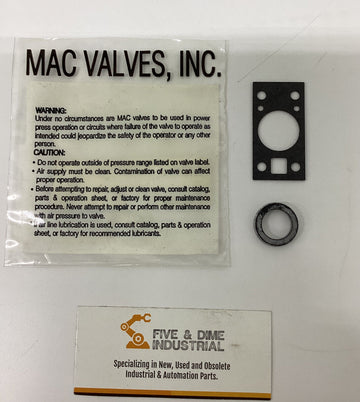 MAC VALVES, INC.
WARNING:
Under no circumstances are MAC valves to be used in power
press operation or circuits where failure of the valve to operate as
intended could jeopardize the safety of the operator or any other
person.
CAUTION:
• Do not operate outside of pressure range listed on valve label.
• Air supply must be clean. Contamination of valve can affect
proper operation.
• Before attempting to repair, adjust or clean valve, consult catalog,
parts & operation sheet, or factory for proper maintenance
procedure. Never attempt to repair or perform other maintenance
with air pressure to valve.
If air line lubrication is used, consult catalog, parts & operation
sheet, or factory for recommended lubricants.
FIVE & DIME
INDUSTRIAL
Specializing in New, Used and Obsolete
Industrial & Automation Parts.